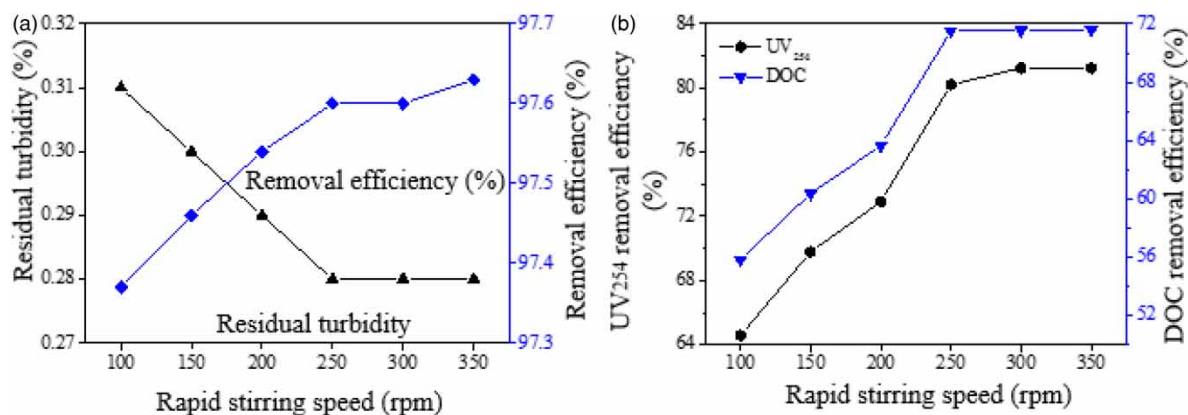 (a)
0.32
0.31
0.30
0.29
0.28
0.27
Residual turbidity (%)
97.7
97.6
97.5
97.4
97.3
Removal efficiency (%)
Removal efficiency (%)
Residual turbidity
100 150 200 250 300 350
Rapid stirring speed (rpm)
(b)
84
80
76
72
68
64
UV254 removal efficiency
(%)
UV254
DOC
72
68
64
60
56
52
DOC removal efficiency (%)
100 150 200 250 300 350
Rapid stirring speed (rpm)